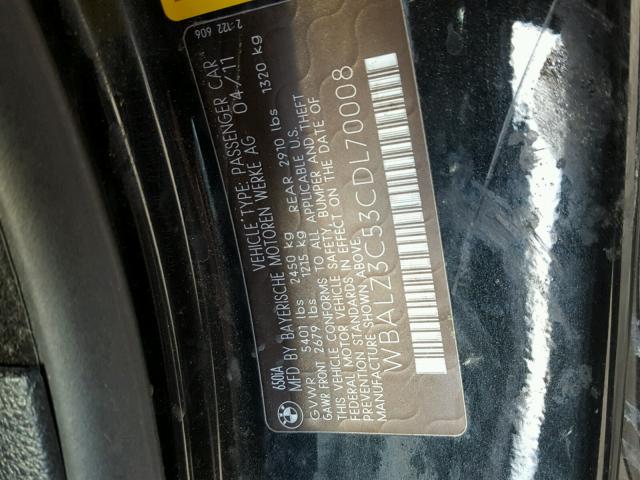 2 122 606
650iA VEHICLE TYPE: PASSENGER CAR
MFD BY BAYERISCHE MOTOREN WERKE AG 04/11
GVWR 5401 lbs 2450 kg
GAWR FRONT 2679 lbs 1215 kg REAR 2910 lbs 1320 kg
THIS VEHICLE CONFORMS TO ALL APPLICABLE U.S.
FEDERAL MOTOR VEHICLE SAFETY, BUMPER AND THEFT
PREVENTION STANDARDS IN EFFECT ON THE DATE OF
MANUFACTURE SHOWN ABOVE.
WBALZ3C53CDL70008